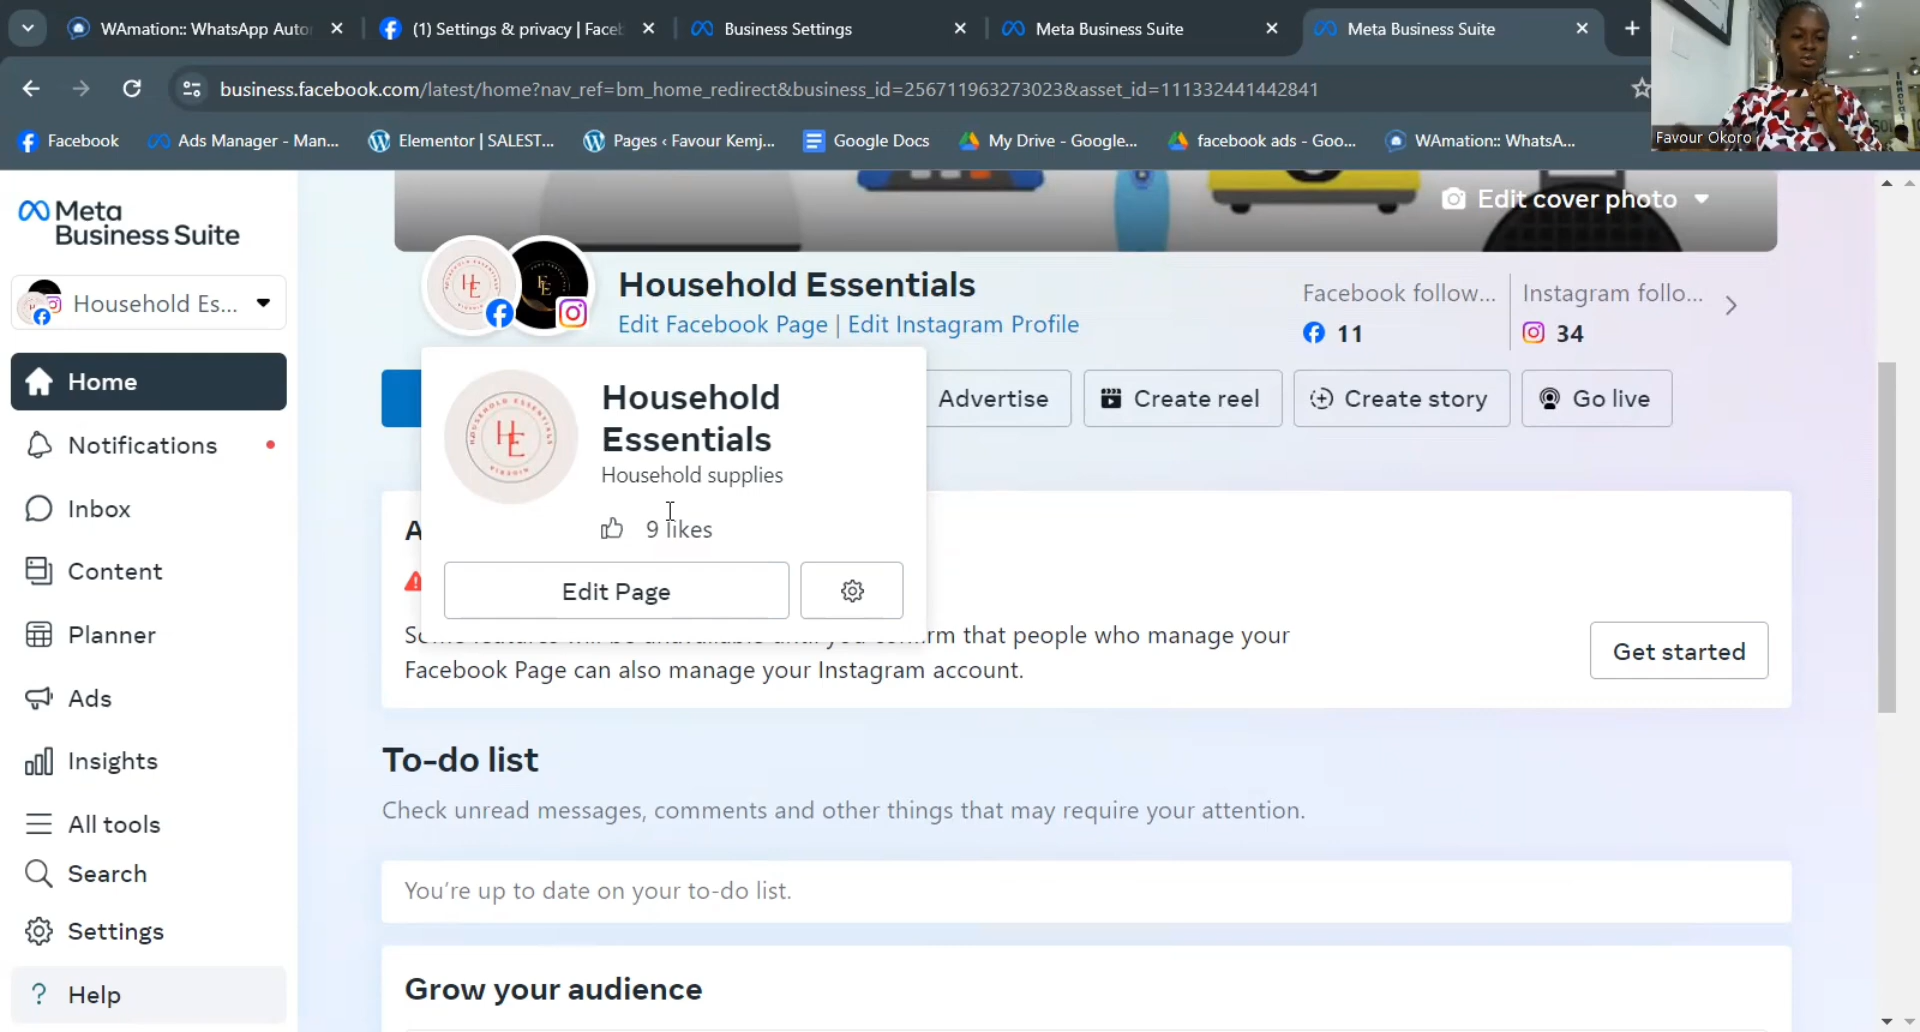 WAmation:: WhatsApp Auto
(1) Settings & privacy | Faceb
Business Settings
Meta Business Suite
Meta Business Suite
business.facebook.com/latest/home?nav_ref=bm_home_redirect&business_id=256711963273023&asset_id=111332441442841
Facebook
Ads Manager - Man...
Elementor | SALEST...
Pages ‹ Favour Kemj...
Google Docs
My Drive - Google...
facebook ads - Goo...
WAmation:: WhatsA...
Favour Okoro
Meta
Business Suite
Household Es...
Home
Notifications
Inbox
Content
Planner
Ads
Insights
All tools
Search
Settings
? Help
Edit cover photo
Household Essentials
Edit Facebook Page | Edit Instagram Profile
Facebook follow...
11
Instagram follo...
34
Advertise
Create reel
Create story
Go live
HOUSEHOLD ESSENTIALS
HE
NIGERIA
Household
Essentials
Household supplies
9 likes
Edit Page
A
that people who manage your
Facebook Page can also manage your Instagram account.
Get started
To-do list
Check unread messages, comments and other things that may require your attention.
You're up to date on your to-do list.
Grow your audience